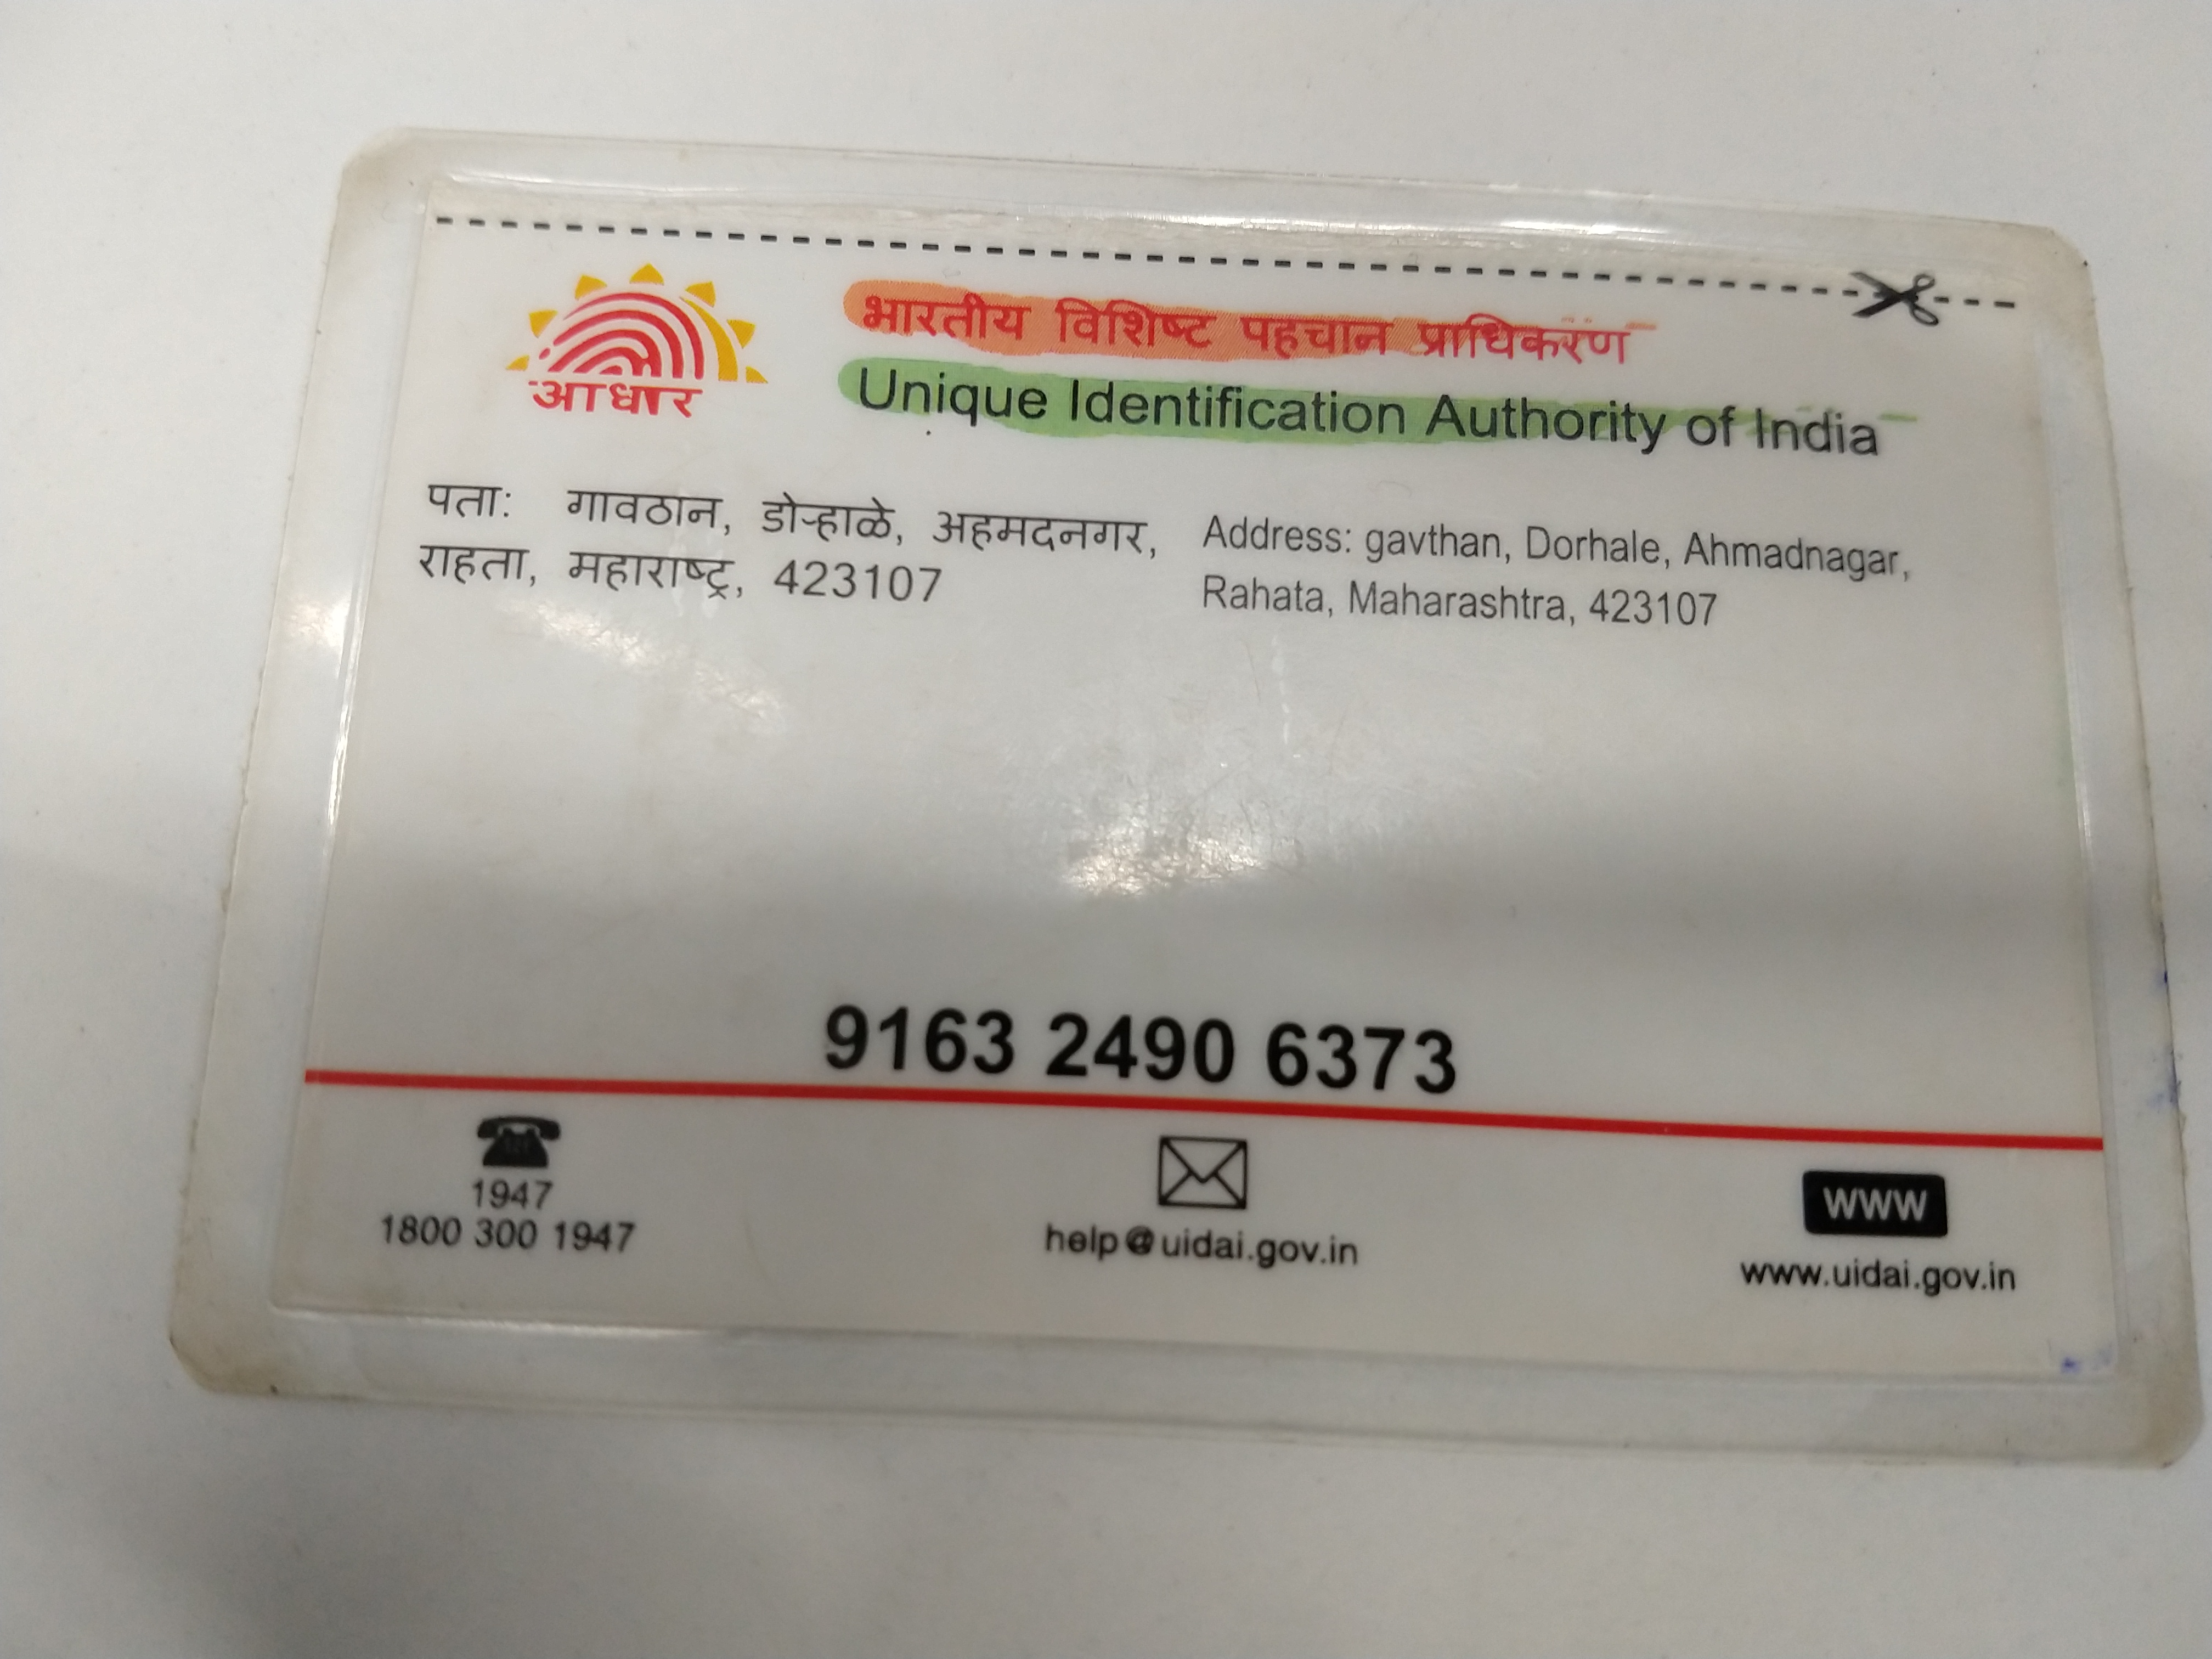 भारतीय विशिष्ट पहचान प्राधिकरण
Unique Identification Authority of India
आधार
पता: गावठान, डोऱ्हाळे, अहमदनगर,
राहता, महाराष्ट्र, 423107
Address: gavthan, Dorhale, Ahmadnagar,
Rahata, Maharashtra, 423107
9163 2490 6373
1947
1800 300 1947
help@uidai.gov.in
www
www.uidai.gov.in